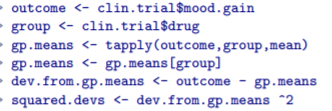 > outcome <- clin.trial$mood.gain
> group <- clin.trial$drug
> gp.means <- tapply(outcome,group,mean)
> gp.means <- gp.means[group]
> dev.from.gp.means <- outcome - gp.means
> squared.devs <- dev.from.gp.means ^2